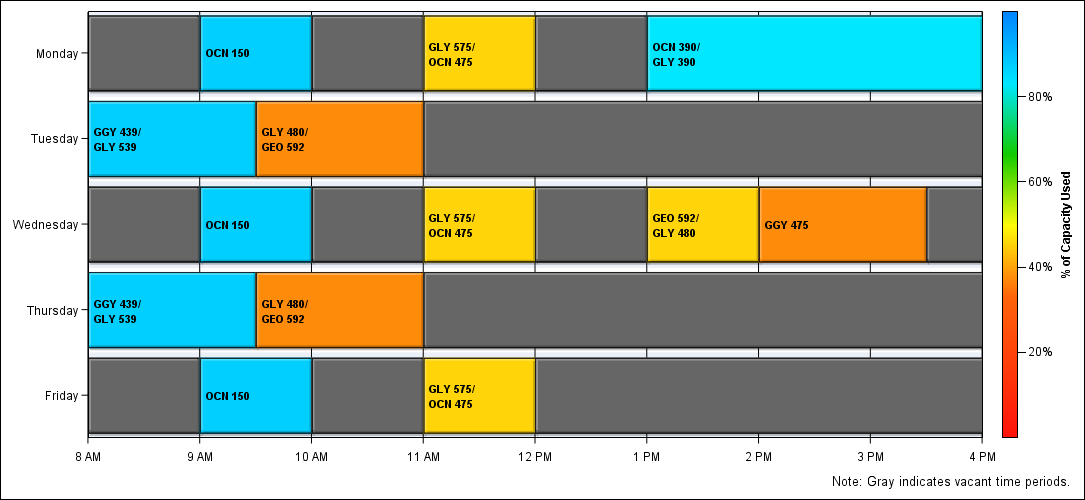 Monday
OCN 150
GLY 575/
OCN 475
OCN 390/
GLY 390
Tuesday
GGY 439/
GLY 539
GLY 480/
GEO 592
Wednesday
OCN 150
GLY 575/
OCN 475
GEO 592/
GLY 480
GGY 475
Thursday
GGY 439/
GLY 539
GLY 480/
GEO 592
Friday
OCN 150
GLY 575/
OCN 475
8 AM
9 AM
10 AM
11 AM
12 PM
1 PM
2 PM
3 PM
4 PM
80%
60%
40%
20%
% of Capacity Used
Note: Gray indicates vacant time periods.